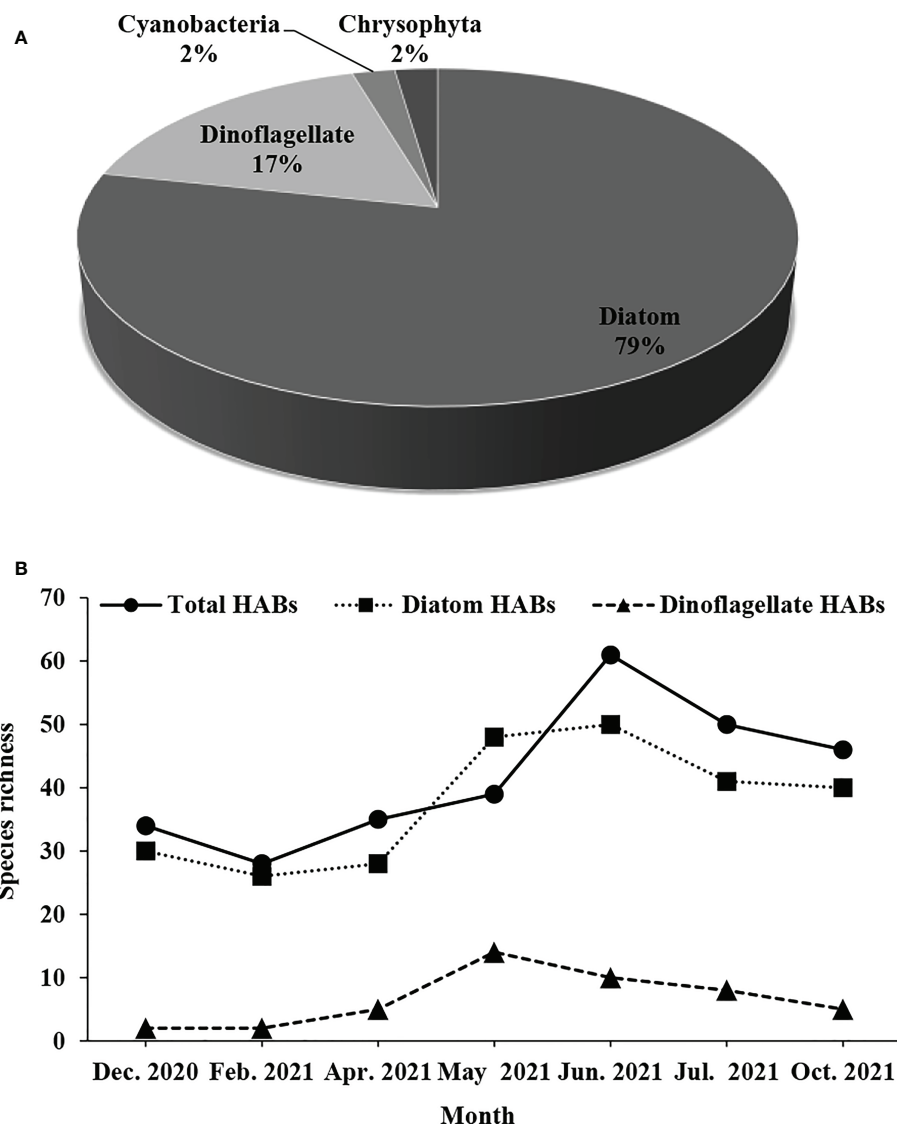 A
Cyanobacteria
2%
Chrysophyta
2%
Dinoflagellate
17%
Diatom
79%
B
Total HABs
Diatom HABs
Dinoflagellate HABs
70
60
50
40
30
20
10
0
Species richness
Dec. 2020 Feb. 2021 Apr. 2021 May 2021 Jun. 2021 Jul. 2021 Oct. 2021
Month